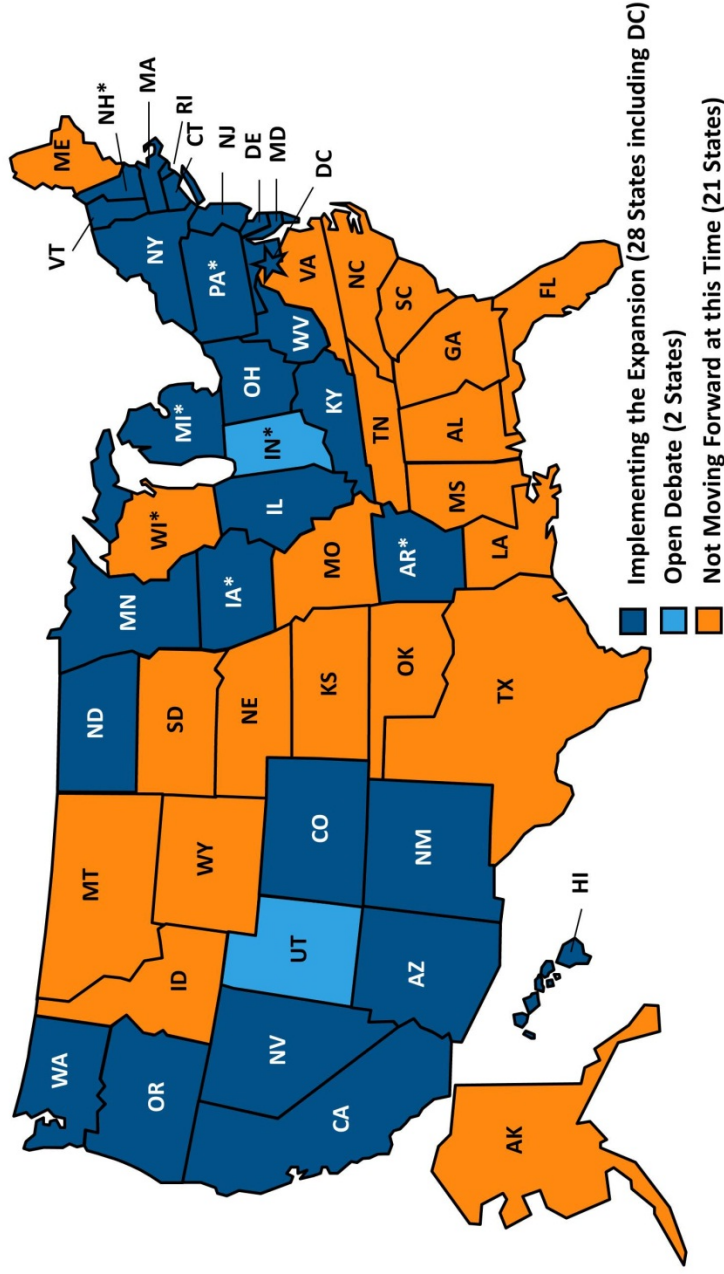 WA
OR
CA
NV
ID
MT
WY
UT
AZ
CO
NM
ND
SD
NE
KS
OK
TX
MN
IA*
MO
AR*
LA
WI*
IL
MI*
IN*
OH
KY
TN
MS
AL
GA
FL
SC
NC
VA
WV
PA*
NY
VT
ME
NH*
MA
RI
CT
NJ
DE
MD
DC
AK
HI
Implementing the Expansion (28 States including DC)
Open Debate (2 States)
Not Moving Forward at this Time (21 States)